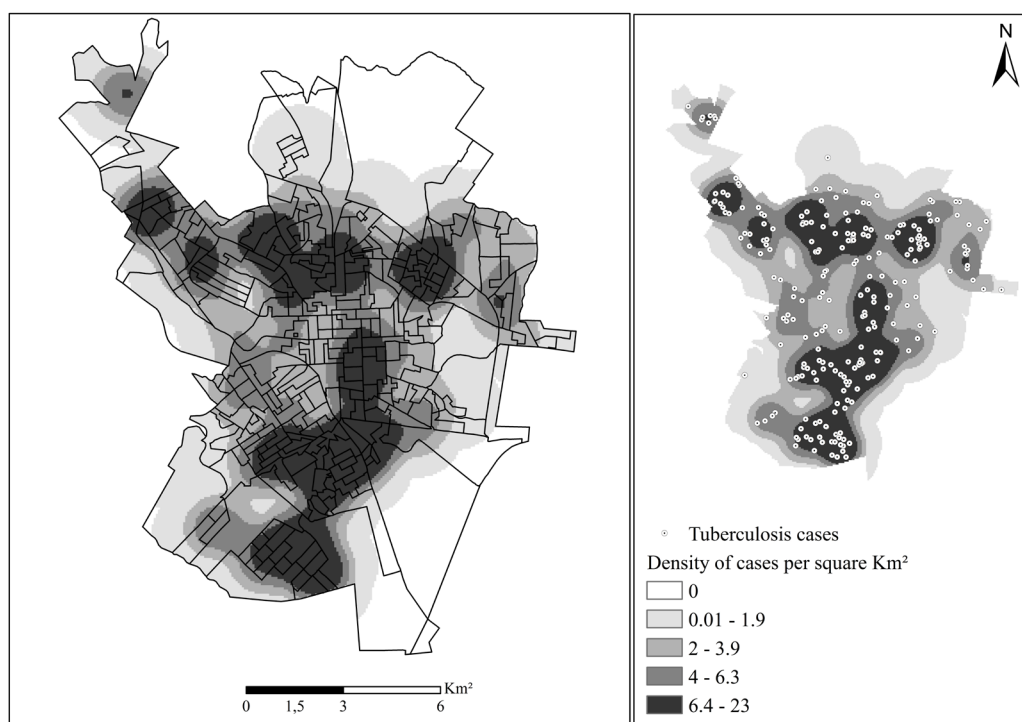 N
Tuberculosis cases
Density of cases per square Km²
0
0.01 - 1.9
2 - 3.9
4 - 6.3
6.4 - 23
Km²
0 1,5 3 6